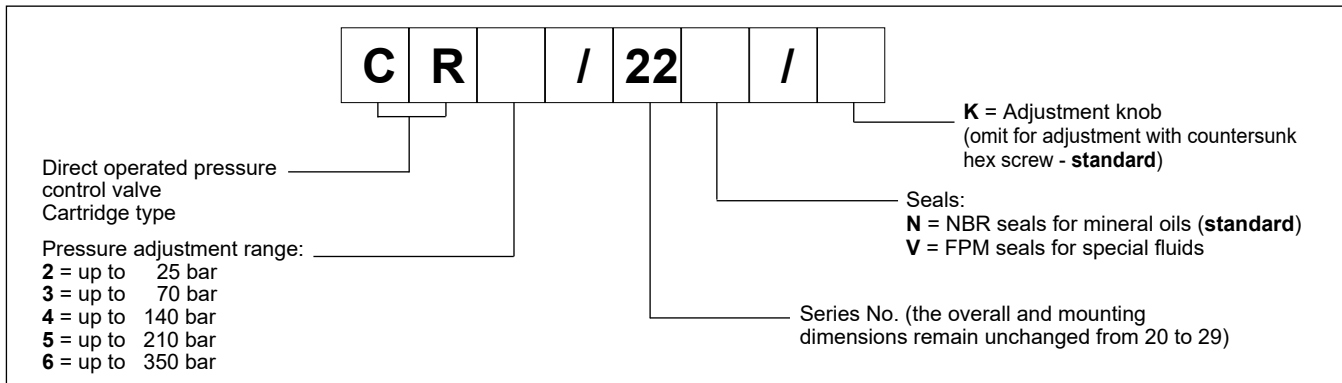 C R / 22 /
K = Adjustment knob
(omit for adjustment with countersunk
hex screw - standard)
Direct operated pressure
control valve
Cartridge type
Seals:
N = NBR seals for mineral oils (standard)
V = FPM seals for special fluids
Pressure adjustment range:
2 = up to 25 bar
3 = up to 70 bar
4 = up to 140 bar
5 = up to 210 bar
6 = up to 350 bar
Series No. (the overall and mounting
dimensions remain unchanged from 20 to 29)